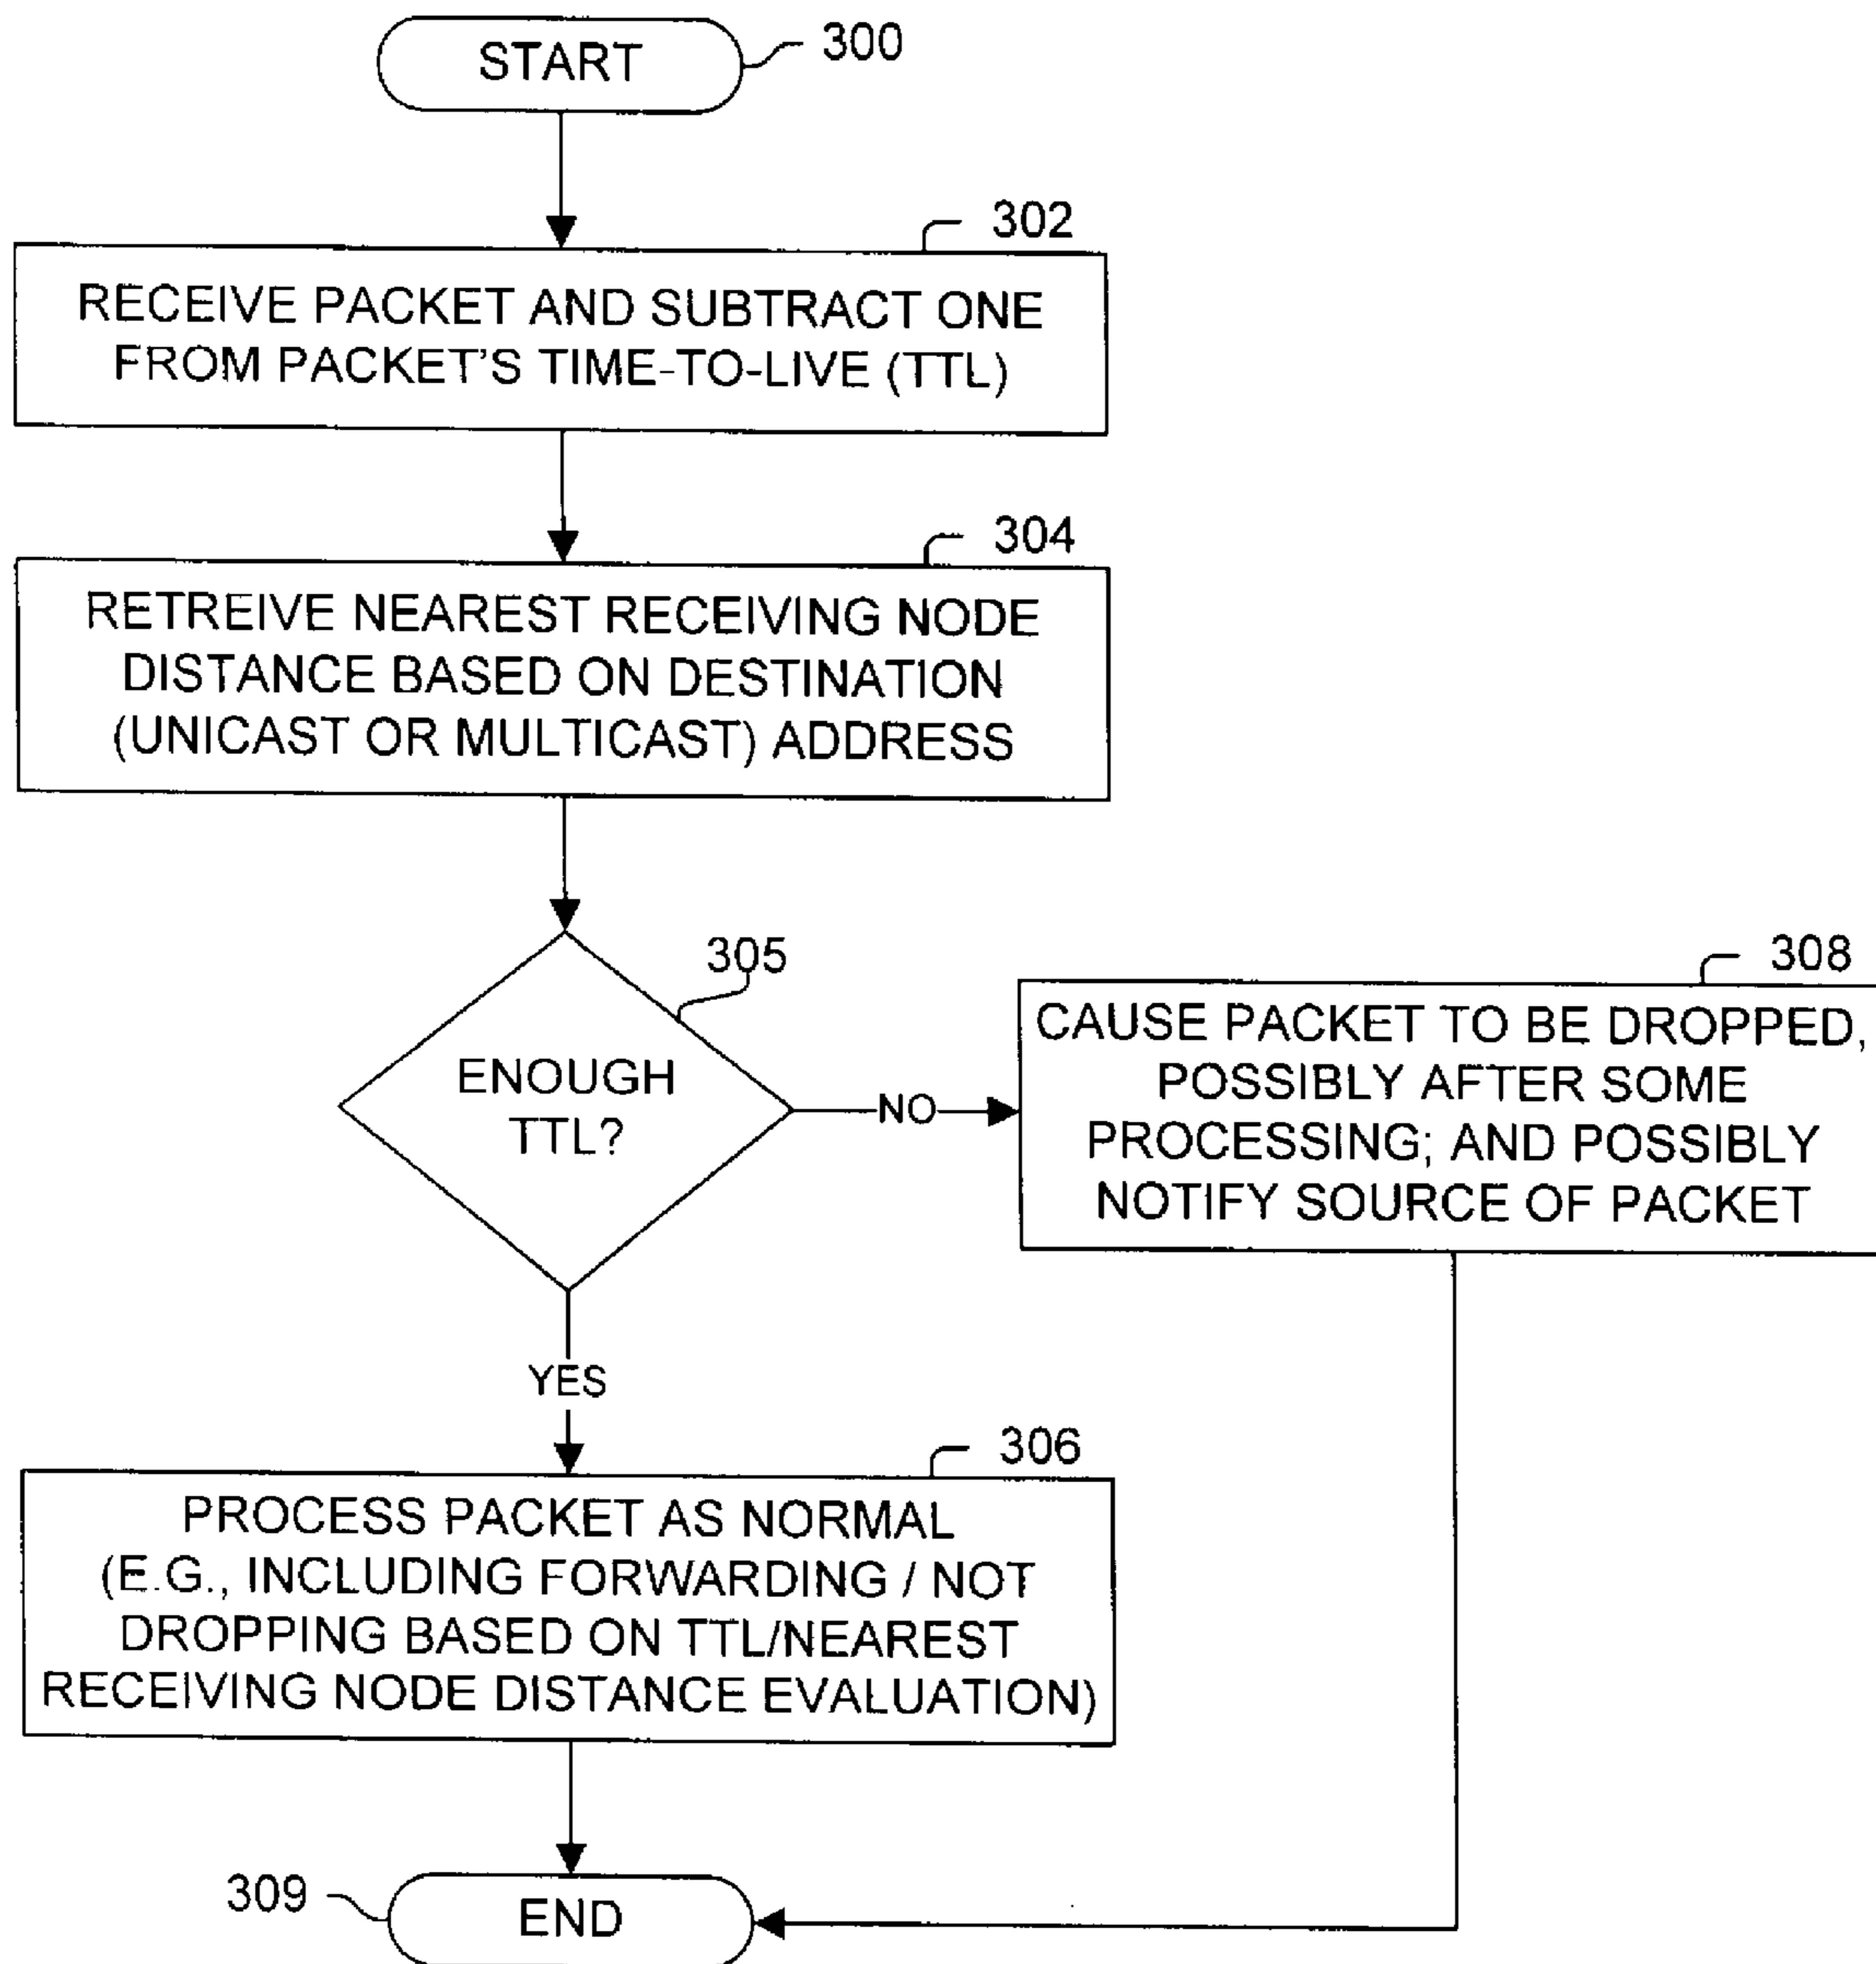 START
300
302
RECEIVE PACKET AND SUBTRACT ONE
FROM PACKET'S TIME-TO-LIVE (TTL)
304
RETREIVE NEAREST RECEIVING NODE
DISTANCE BASED ON DESTINATION
(UNICAST OR MULTICAST) ADDRESS
305
ENOUGH
TTL?
NO
308
CAUSE PACKET TO BE DROPPED,
POSSIBLY AFTER SOME
PROCESSING; AND POSSIBLY
NOTIFY SOURCE OF PACKET
YES
306
PROCESS PACKET AS NORMAL
(E.G., INCLUDING FORWARDING / NOT
DROPPING BASED ON TTL/NEAREST
RECEIVING NODE DISTANCE EVALUATION)
309
END